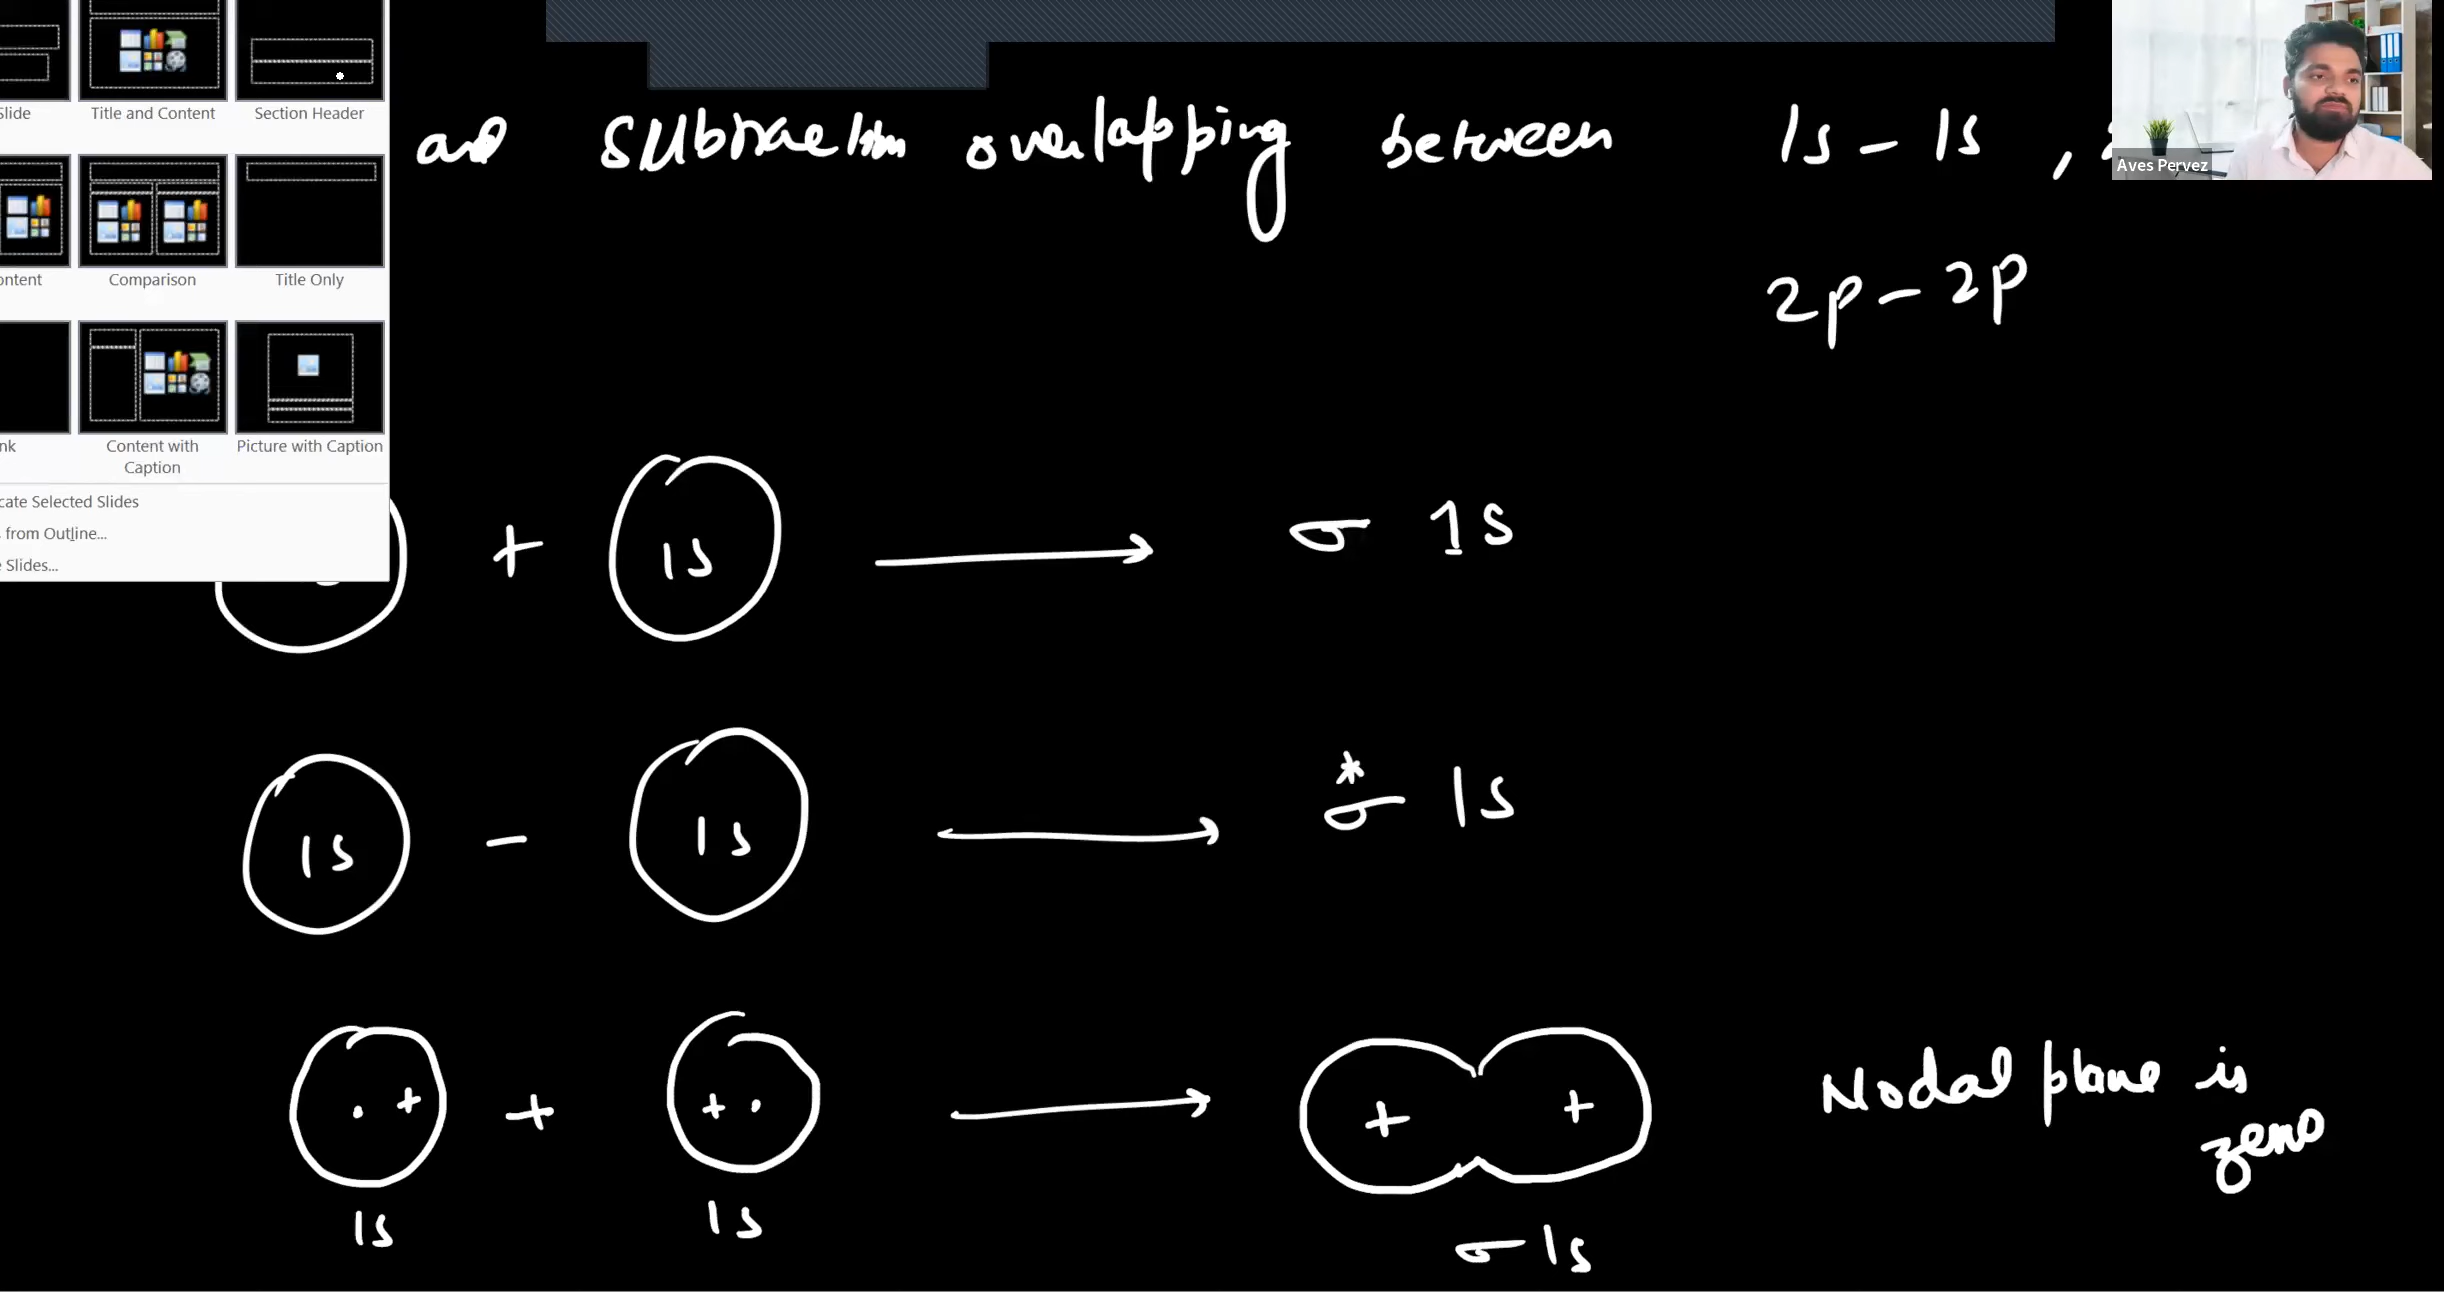 Slide
Title and Content
Section Header
and subtraction overlapping between 1s - 1s ,
Aves Pervez
ontent
Comparison
Title Only
2p - 2p
nk
Content with
Caption
Picture with Caption
cate Selected Slides
s from Outline...
e Slides...
+ 1s → σ 1s
1s - 1s → σ* 1s
. + + + . → + +
Nodal plane is
zero
1s 1s σ 1s